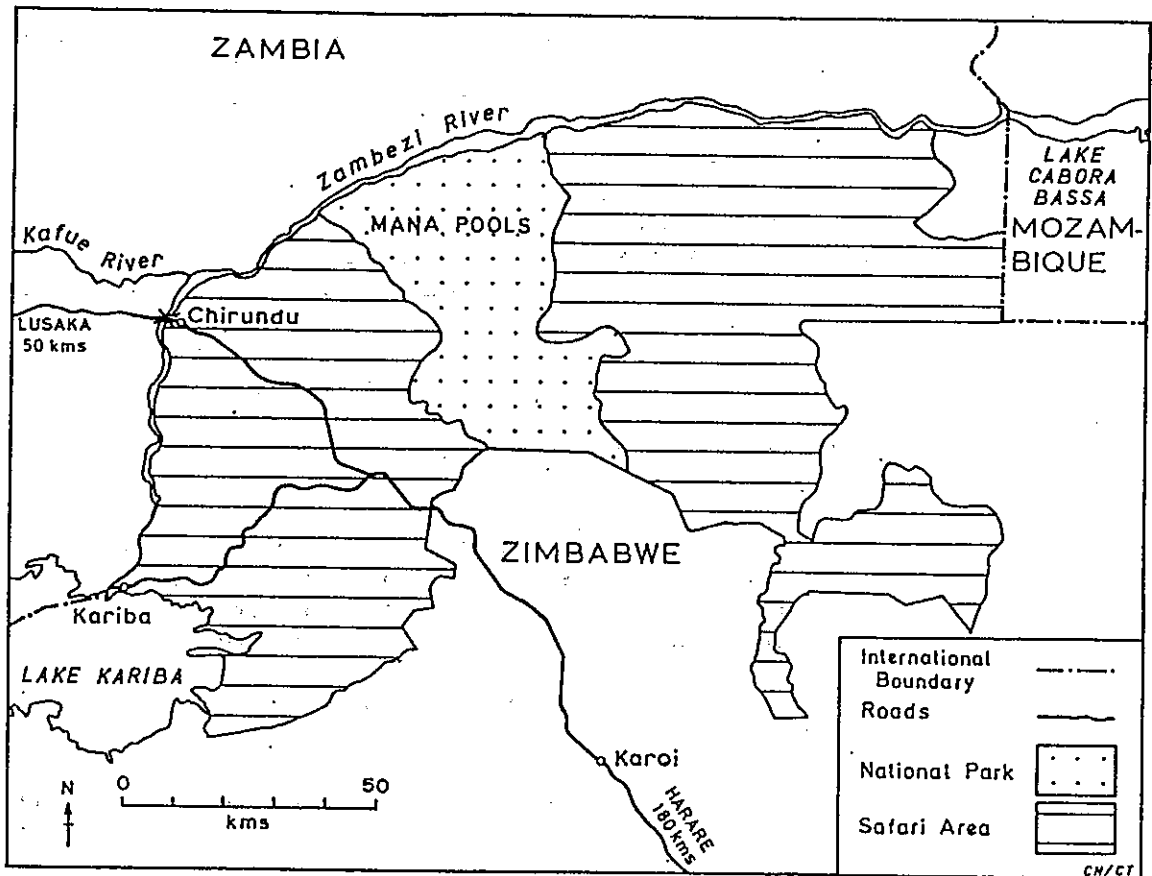 ZAMBIA
Zambezi River
LAKE
CABORA
BASSA
MOZAM-
BIQUE
MANA POOLS
Kafue River
Chirundu
LUSAKA
50 kms
ZIMBABWE
Kariba
LAKE KARIBA
Karoi
HARARE
180 kms
N
0 50
kms
International
Boundary
Roads
National Park
Safari Area
CH/CT